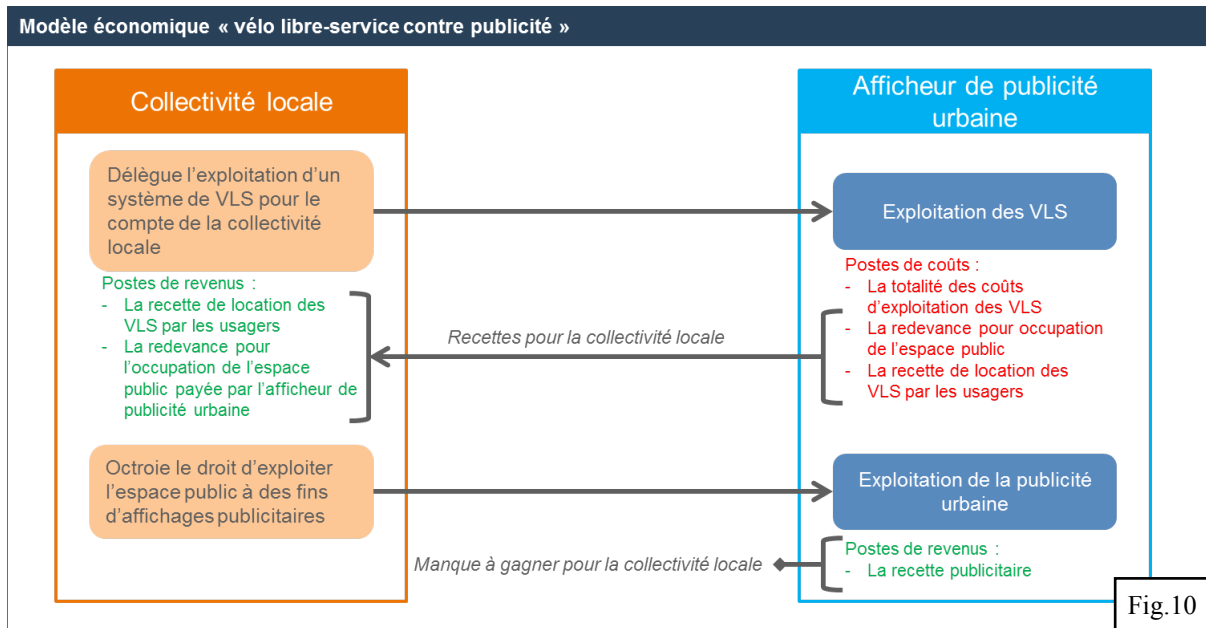 Modèle économique « vélo libre-service contre publicité »
Collectivité locale
Délègue l'exploitation d'un
système de VLS pour le
compte de la collectivité
locale
Postes de revenus :
- La recette de location des
VLS par les usagers
- La redevance pour
l'occupation de l'espace
public payée par l'afficheur de
publicité urbaine
Octroie le droit d'exploiter
l'espace public à des fins
d'affichages publicitaires
Recettes pour la collectivité locale
Manque à gagner pour la collectivité locale
Afficheur de publicité
urbaine
Exploitation des VLS
Postes de coûts :
- La totalité des coûts
d'exploitation des VLS
- La redevance pour occupation
de l'espace public
- La recette de location des
VLS par les usagers
Exploitation de la publicité
urbaine
Postes de revenus :
- La recette publicitaire
Fig.10